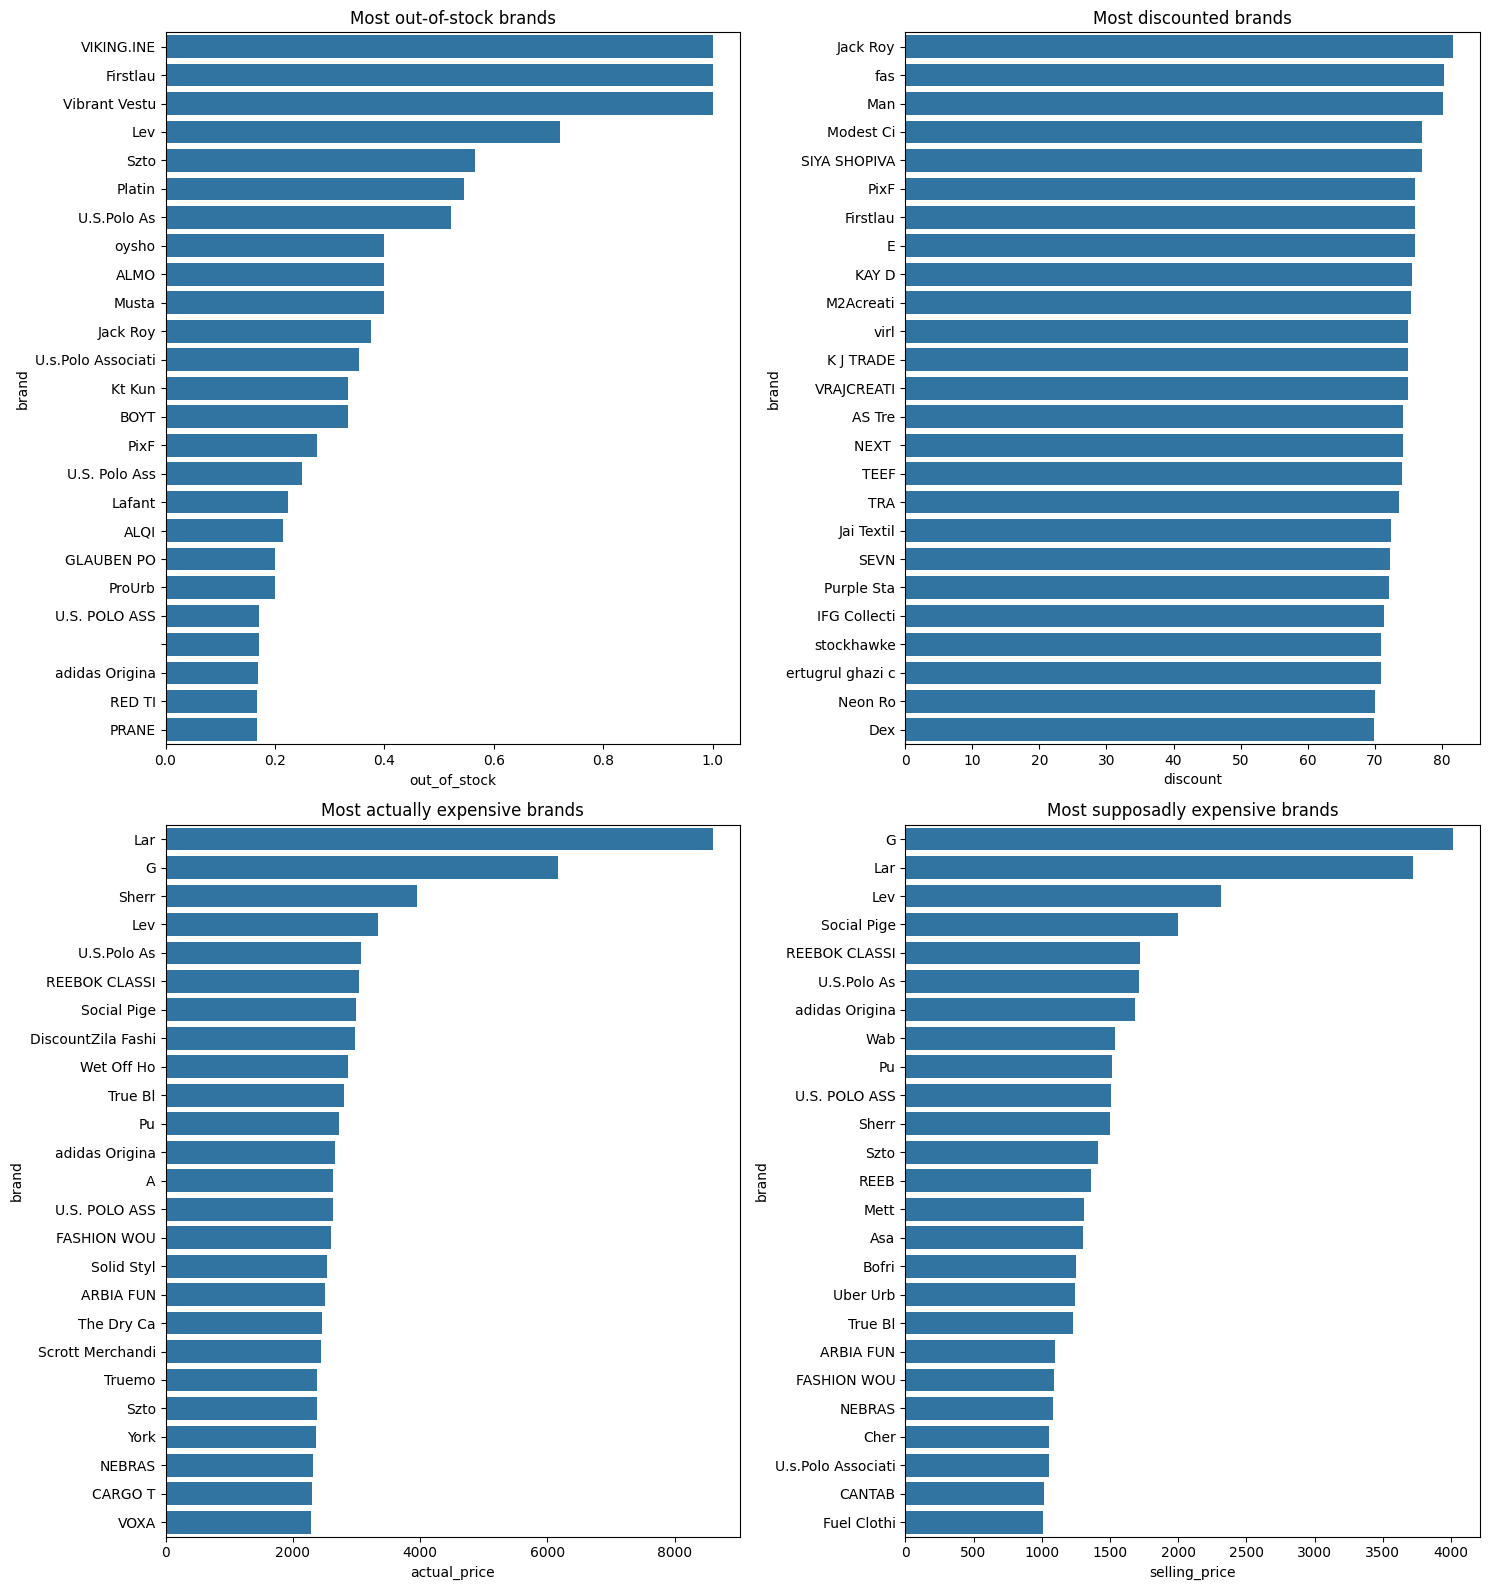 Most out-of-stock brands
VIKING.INE
Firstlau
Vibrant Vestu
Lev
Szto
Platin
U.S.Polo As
oysho
ALMO
Musta
Jack Roy
U.s.Polo Associati
Kt Kun
BOYT
PixF
U.S. Polo Ass
Lafant
ALQI
GLAUBEN PO
ProUrb
U.S. POLO ASS
adidas Origina
RED TI
PRANE
brand
0.0 0.2 0.4 0.6 0.8 1.0
out_of_stock
Most discounted brands
Jack Roy
fas
Man
Modest Ci
SIYA SHOPIVA
PixF
Firstlau
E
KAY D
M2Acreati
virl
K J TRADE
VRAJCREATI
AS Tre
NEXT
TEEF
TRA
Jai Textil
SEVN
Purple Sta
IFG Collecti
stockhawke
ertugrul ghazi c
Neon Ro
Dex
brand
0 10 20 30 40 50 60 70 80
discount
Most actually expensive brands
Lar
G
Sherr
Lev
U.S.Polo As
REEBOK CLASSI
Social Pige
DiscountZila Fashi
Wet Off Ho
True Bl
Pu
adidas Origina
A
U.S. POLO ASS
FASHION WOU
Solid Styl
ARBIA FUN
The Dry Ca
Scrott Merchandi
Truemo
Szto
York
NEBRAS
CARGO T
VOXA
brand
0 2000 4000 6000 8000
actual_price
Most supposadly expensive brands
G
Lar
Lev
Social Pige
REEBOK CLASSI
U.S.Polo As
adidas Origina
Wab
Pu
U.S. POLO ASS
Sherr
Szto
REEB
Mett
Asa
Bofri
Uber Urb
True Bl
ARBIA FUN
FASHION WOU
NEBRAS
Cher
U.s.Polo Associati
CANTAB
Fuel Clothi
brand
0 500 1000 1500 2000 2500 3000 3500 4000
selling_price